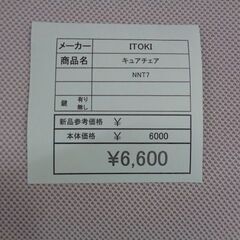 メーカー ITOKI
商品名 キュアチェア
NNT7
鍵 有り 無し
新品参考価格 ¥
本体価格 ¥ 6000
¥6,600